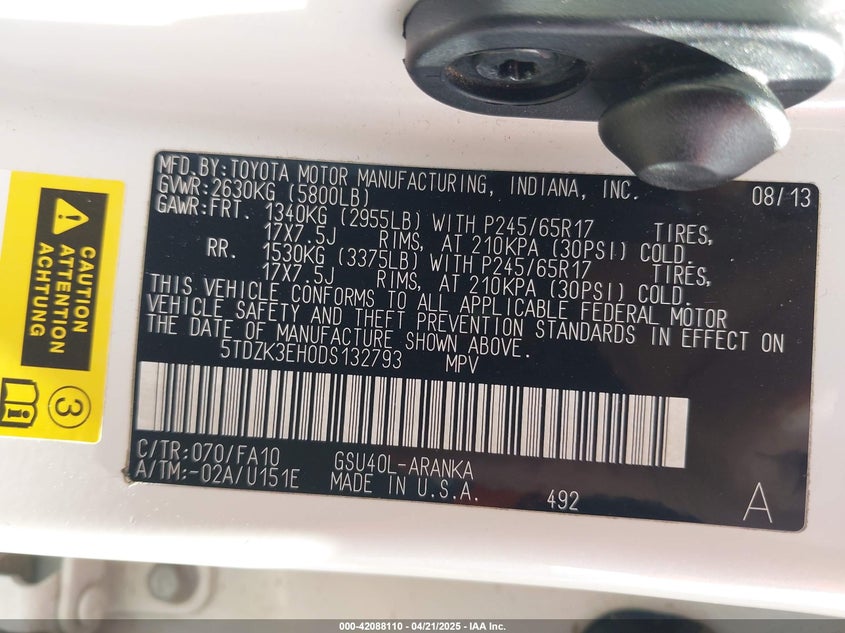 MFD.BY:TOYOTA MOTOR MANUFACTURING, INDIANA, INC. 08/13
GVWR:2630KG (5800LB)
GAWR:FRT. 1340KG (2955LB) WITH P245/65R17 TIRES,
17X7.5J RIMS, AT 210KPA (30PSI) COLD.
RR. 1530KG (3375LB) WITH P245/65R17 TIRES,
17X7.5J RIMS, AT 210KPA (30PSI) COLD.
THIS VEHICLE CONFORMS TO ALL APPLICABLE FEDERAL MOTOR
VEHICLE SAFETY AND THEFT PREVENTION STANDARDS IN EFFECT ON
THE DATE OF MANUFACTURE SHOWN ABOVE.
5TDZK3EH0DS132793 MPV
C/TR:070/FA10 GSU40L-ARANKA
A/TM:-02A/U151E MADE IN U.S.A. 492 A
CAUTION
ATTENTION
ACHTUNG
3
000-42088110 - 04/21/2025 - IAA Inc.